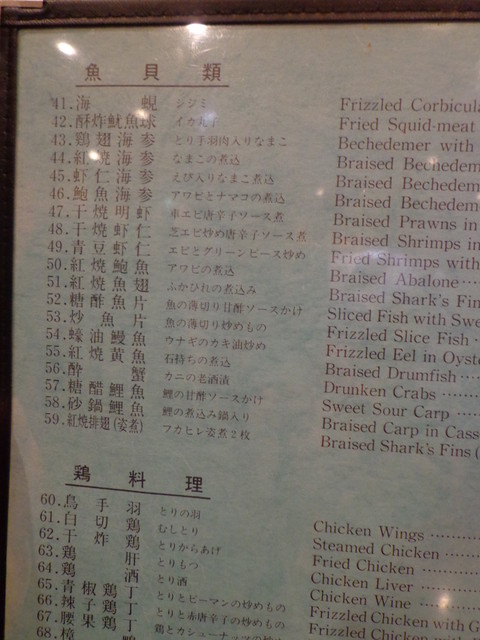 魚貝類
41.海蜆 シジミ Frizzled Corbicula
42.酥炸魷魚球 イカ丸子 Fried Squid-meat
43.鶏翅海参 とり手羽肉入りなまこ Bechedemer with
44.紅燒海参 なまこの煮込 Braised Bechedem
45.虾仁海参 えび入りなまこ煮込 Braised Bechedem
46.鮑魚海参 アワビとナマコの煮込 Braised Bechedem
47.干燒明虾 車エビ唐辛子ソース煮 Braised Prawns in
48.干燒虾仁 芝エビ炒め唐辛子ソース煮 Braised Shrimps in
49.青豆虾仁 エビとグリーンピース炒め Fried Shrimps with
50.紅燒鮑魚 アワビの煮込 Braised Abalone
51.紅燒魚翅 ふかひれの煮込み Braised Shark's Fin
52.糖酢魚片 魚の薄切り甘酢ソースかけ Sliced Fish with Swe
53.炒魚片 魚の薄切り炒めもの Frizzled Slice Fish
54.蠔油鰻魚 ウナギのカキ油炒め Frizzled Eel in Oyste
55.紅燒黄魚 石持ちの煮込 Braised Drumfish
56.酔蟹 カニの老酒漬 Drunken Crabs
57.糖醋鯉魚 鯉の甘酢ソースかけ Sweet Sour Carp
58.砂鍋鯉魚 鯉の煮込み鍋入り Braised Carp in Cass
59.紅燒排翅(姿煮) フカヒレ姿煮2枚 Braised Shark's Fins (
鶏料理
60.鳥手羽 とりの羽 Chicken Wings
61.白切鶏 むしとり Steamed Chicken
62.干炸鶏 とりからあげ Fried Chicken
63.鶏肝 とりもつ Chicken Liver
64.鶏酒 とり酒 Chicken Wine
65.青椒鶏丁 とりとピーマンの炒めもの Frizzled Chicken with G
66.辣子鶏丁 とりと赤唐辛子の炒もの Frizzled Chicken
67.腰果鶏丁 鶏とカシューナッツの炒め
68.樟